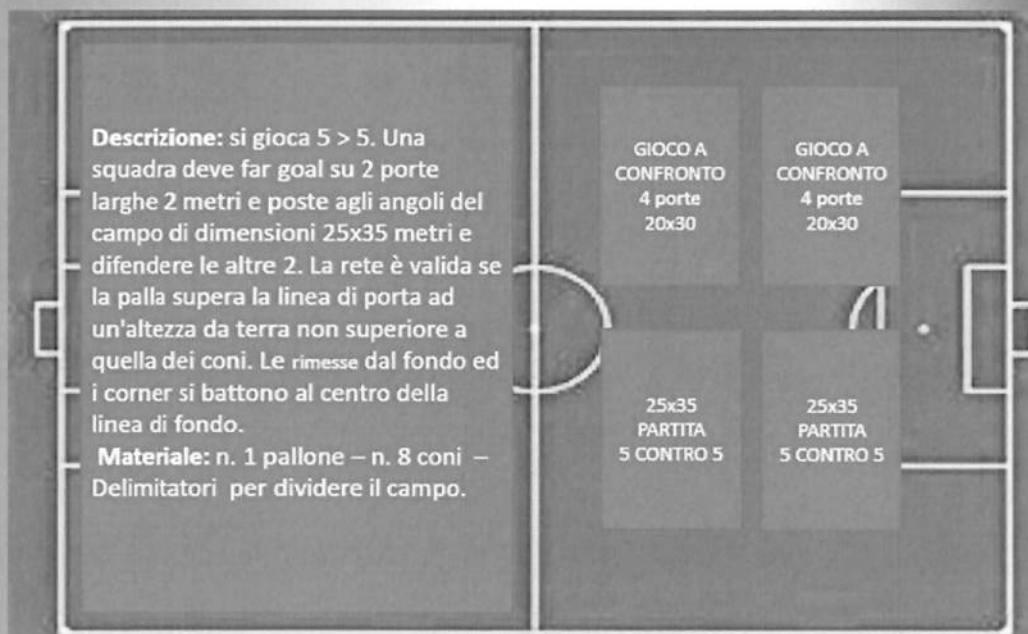 Descrizione: si gioca 5 > 5. Una
squadra deve far goal su 2 porte
larghe 2 metri e poste agli angoli del
campo di dimensioni 25x35 metri e
difendere le altre 2. La rete è valida se
la palla supera la linea di porta ad
un'altezza da terra non superiore a
quella dei coni. Le rimesse dal fondo ed
i corner si battono al centro della
linea di fondo.
Materiale: n. 1 pallone – n. 8 coni –
Delimitatori per dividere il campo.
GIOCO A
CONFRONTO
4 porte
20x30
GIOCO A
CONFRONTO
4 porte
20x30
25x35
PARTITA
5 CONTRO 5
25x35
PARTITA
5 CONTRO 5